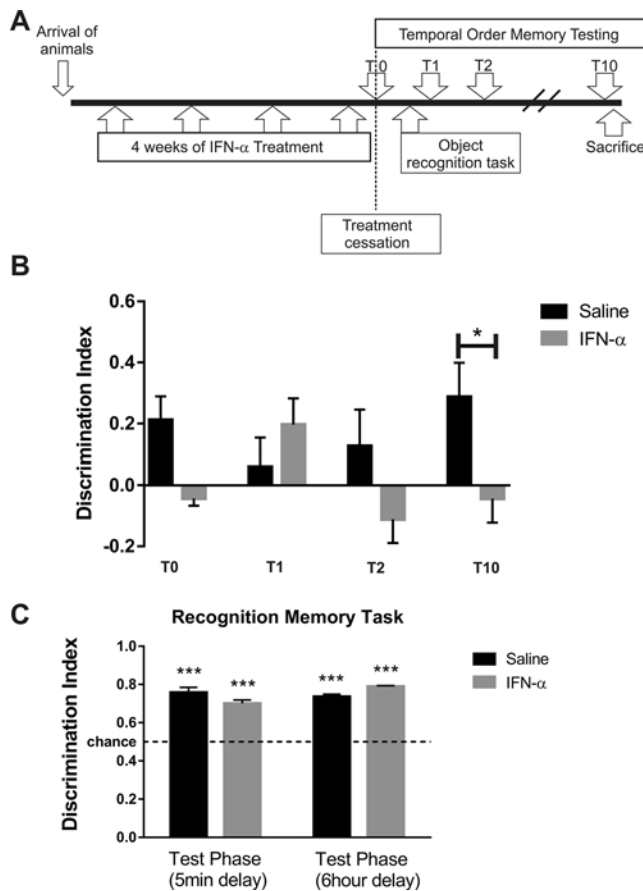 A
Arrival of
animals
Temporal Order Memory Testing
T 0
T1
T2
T10
4 weeks of IFN-α Treatment
Object
recognition task
Sacrifice
Treatment
cessation
B
0.6
0.4
0.2
0.0
-0.2
Discrimination Index
Saline
IFN-α
*
T0
T1
T2
T10
C
Recognition Memory Task
1.0
0.8
0.6
chance
0.4
0.2
0.0
Discrimination Index
***
***
***
***
Saline
IFN-α
Test Phase
(5min delay)
Test Phase
(6hour delay)